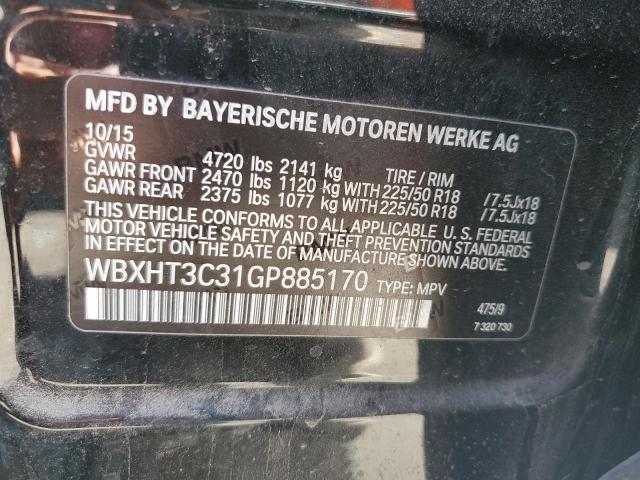 MFD BY BAYERISCHE MOTOREN WERKE AG
10/15
GVWR 4720 lbs 2141 kg TIRE / RIM
GAWR FRONT 2470 lbs 1120 kg WITH 225/50 R18 /7.5Jx18
GAWR REAR 2375 lbs 1077 kg WITH 225/50 R18 /7.5Jx18
THIS VEHICLE CONFORMS TO ALL APPLICABLE U.S. FEDERAL
MOTOR VEHICLE SAFETY AND THEFT PREVENTION STANDARDS
IN EFFECT ON THE DATE OF MANUFACTURE SHOWN ABOVE.
WBXHT3C31GP885170 TYPE: MPV
475/9
7 320 730